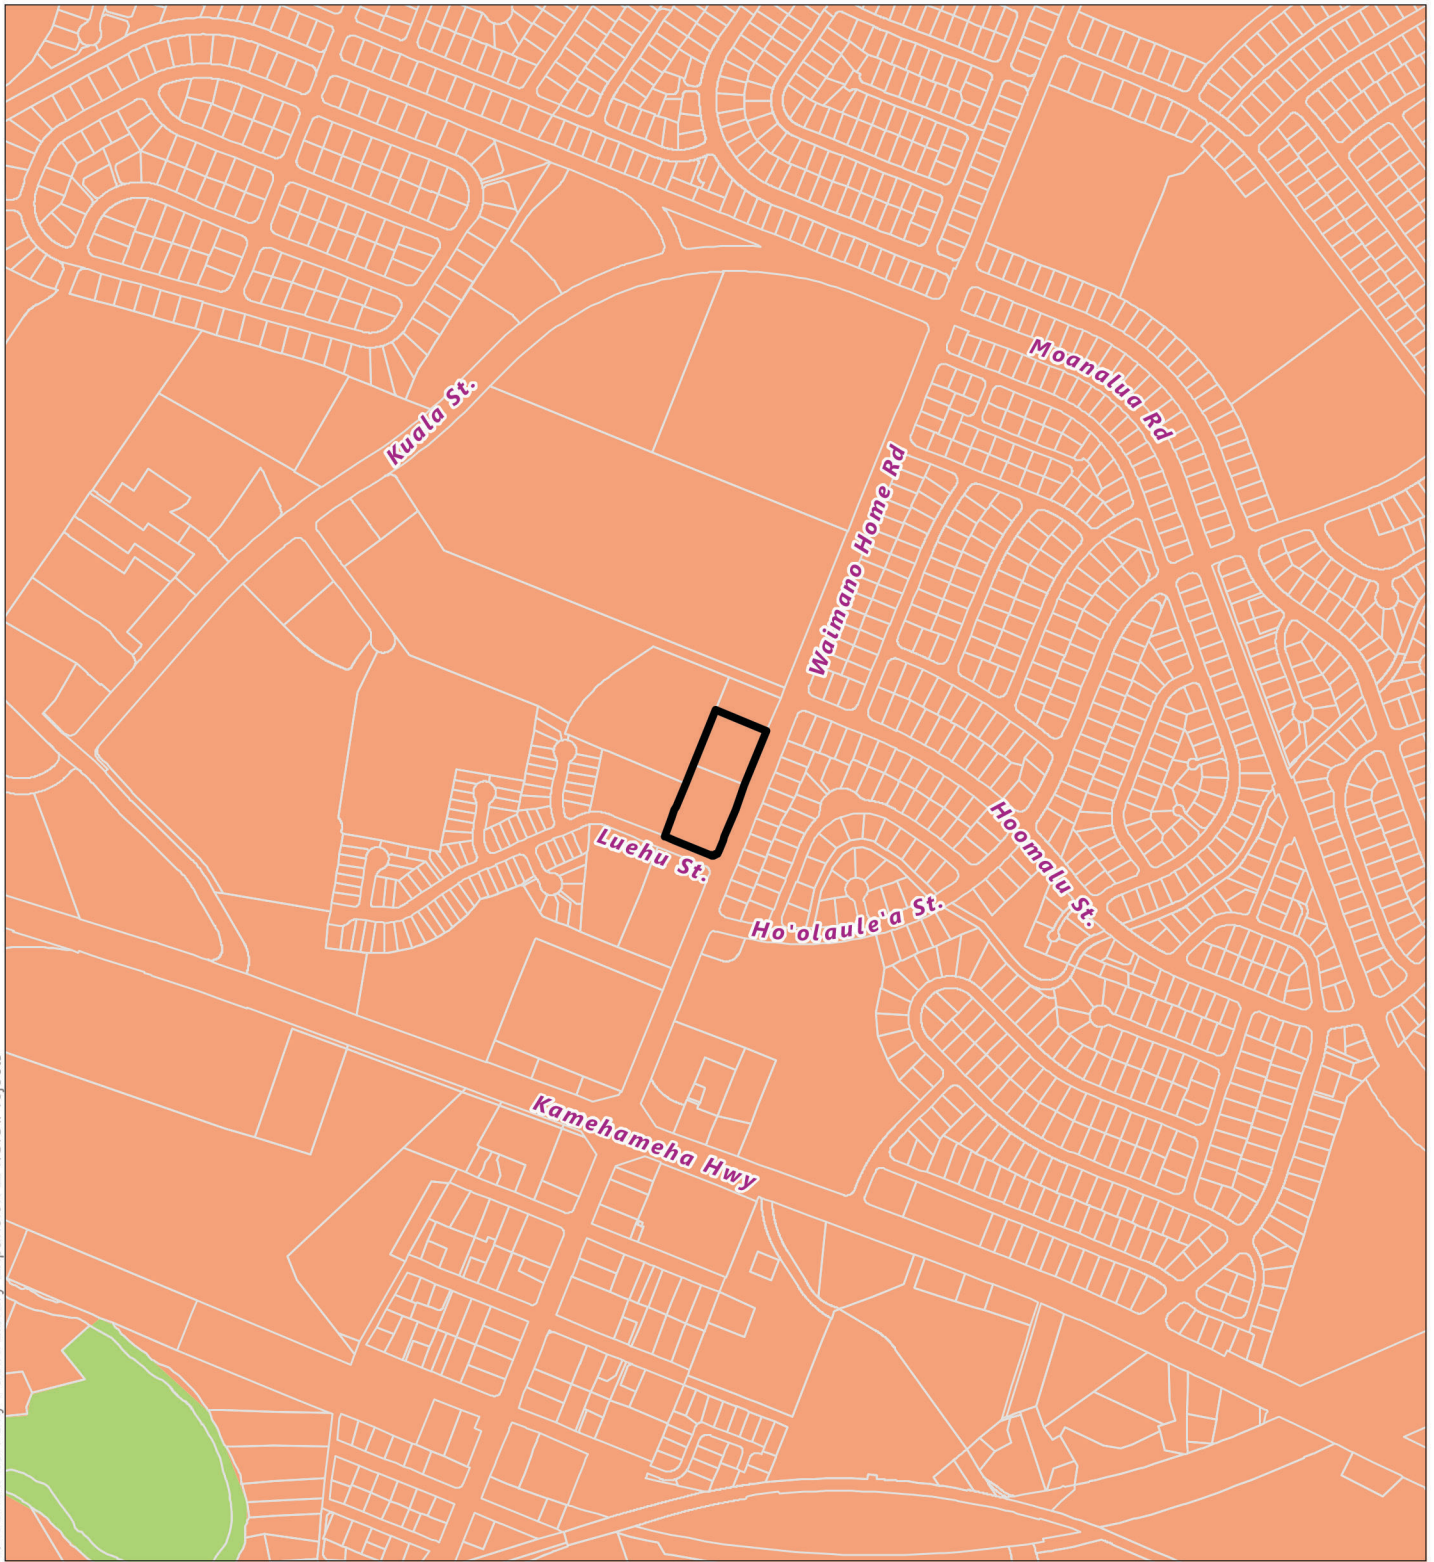 Moanalua Rd
Kuala St.
Waimano Home Rd
Hoomalu St.
Luehu St.
Ho'olaule'a St.
Kamehameha Hwy